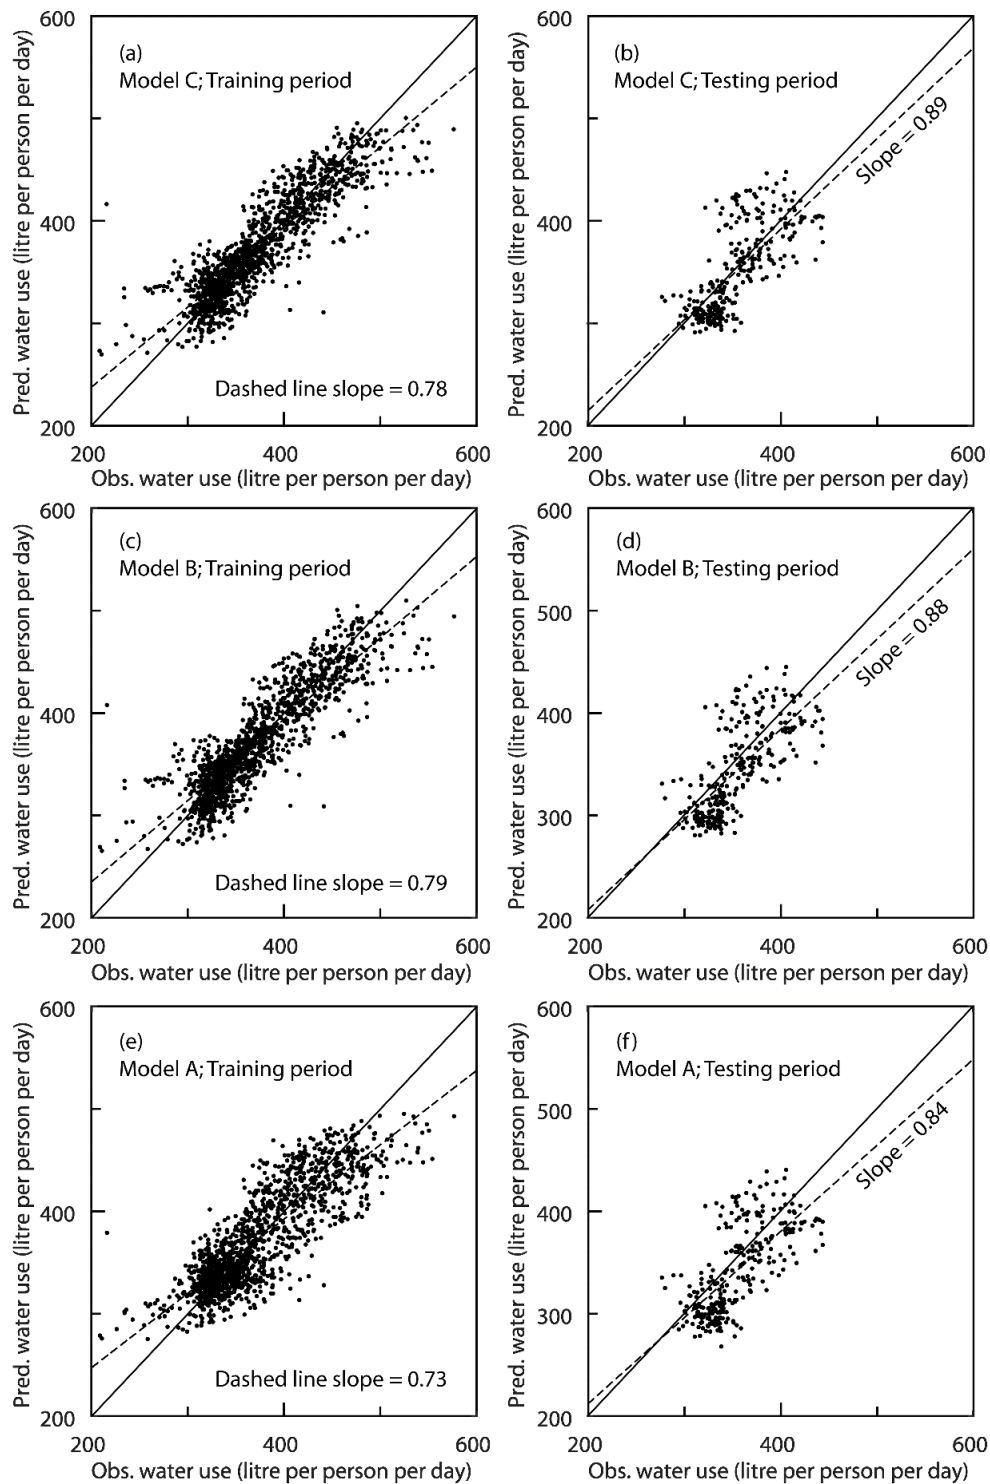 600
(a)
Model C; Training period
400
Dashed line slope = 0.78
200
200
400
600
Pred. water use (litre per person per day)
Obs. water use (litre per person per day)
600
(b)
Model C; Testing period
Slope = 0.89
400
200
200
400
600
Pred. water use (litre per person per day)
Obs. water use (litre per person per day)
600
(c)
Model B; Training period
400
Dashed line slope = 0.79
200
200
400
600
Pred. water use (litre per person per day)
Obs. water use (litre per person per day)
600
(d)
Model B; Testing period
500
Slope = 0.88
400
300
200
200
400
600
Pred. water use (litre per person per day)
Obs. water use (litre per person per day)
600
(e)
Model A; Training period
400
Dashed line slope = 0.73
200
200
400
600
Pred. water use (litre per person per day)
Obs. water use (litre per person per day)
600
(f)
Model A; Testing period
500
Slope = 0.84
400
300
200
200
400
600
Pred. water use (litre per person per day)
Obs. water use (litre per person per day)